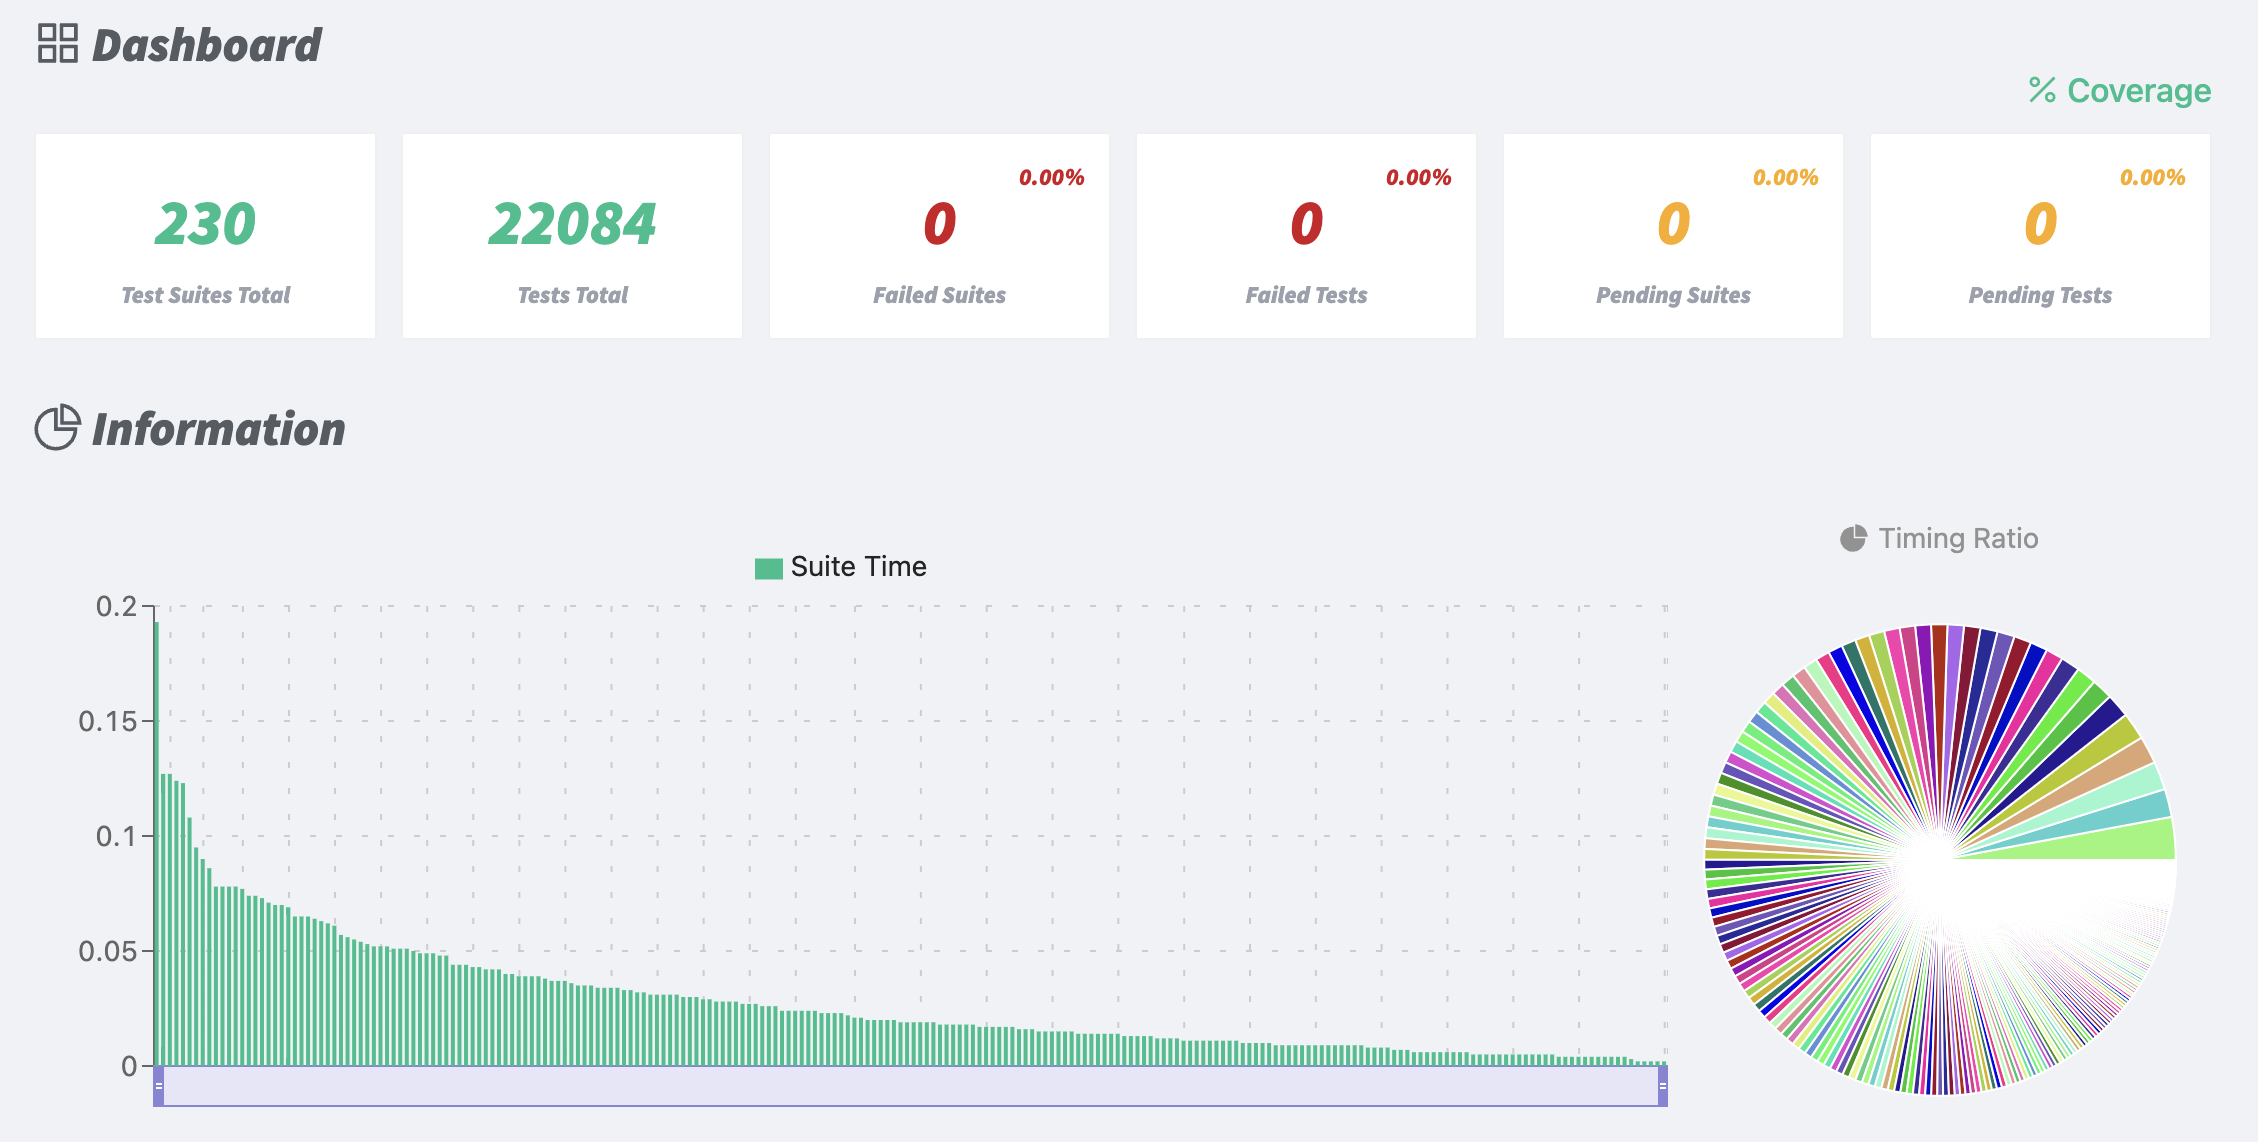 Dashboard
% Coverage
230
Test Suites Total
22084
Tests Total
0.00%
0
Failed Suites
0.00%
0
Failed Tests
0.00%
0
Pending Suites
0.00%
0
Pending Tests
Information
Timing Ratio
Suite Time
0.2
0.15
0.1
0.05
0